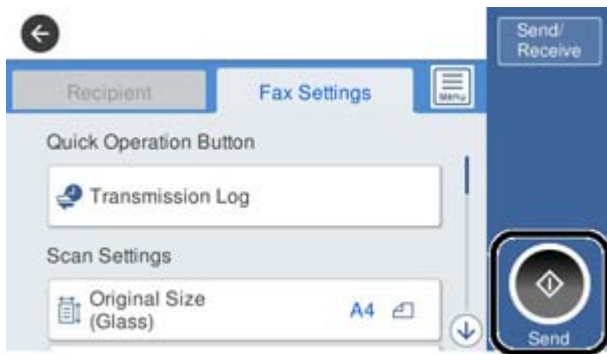 Send/
Receive
Recipient
Fax Settings
Menu
Quick Operation Button
Transmission Log
Scan Settings
Original Size
(Glass)
A4
Send